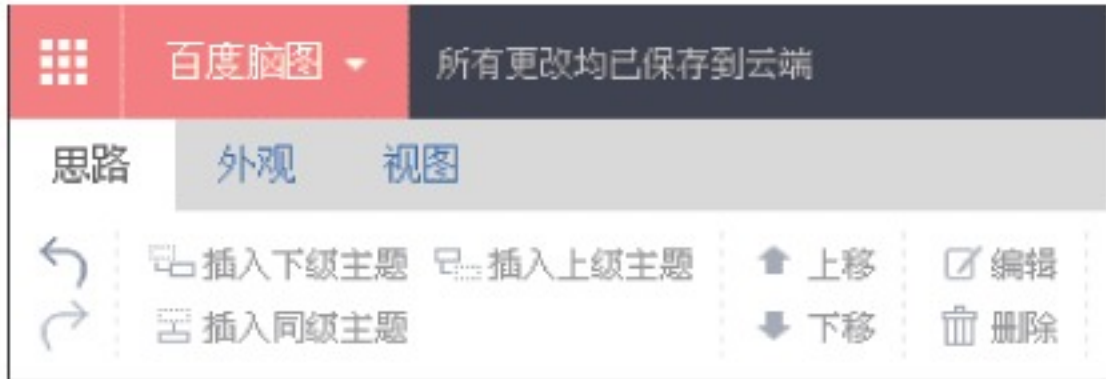 百度脑图 所有更改均已保存到云端
思路 外观 视图
插入下级主题 插入上级主题 上移 编辑
插入同级主题 下移 删除